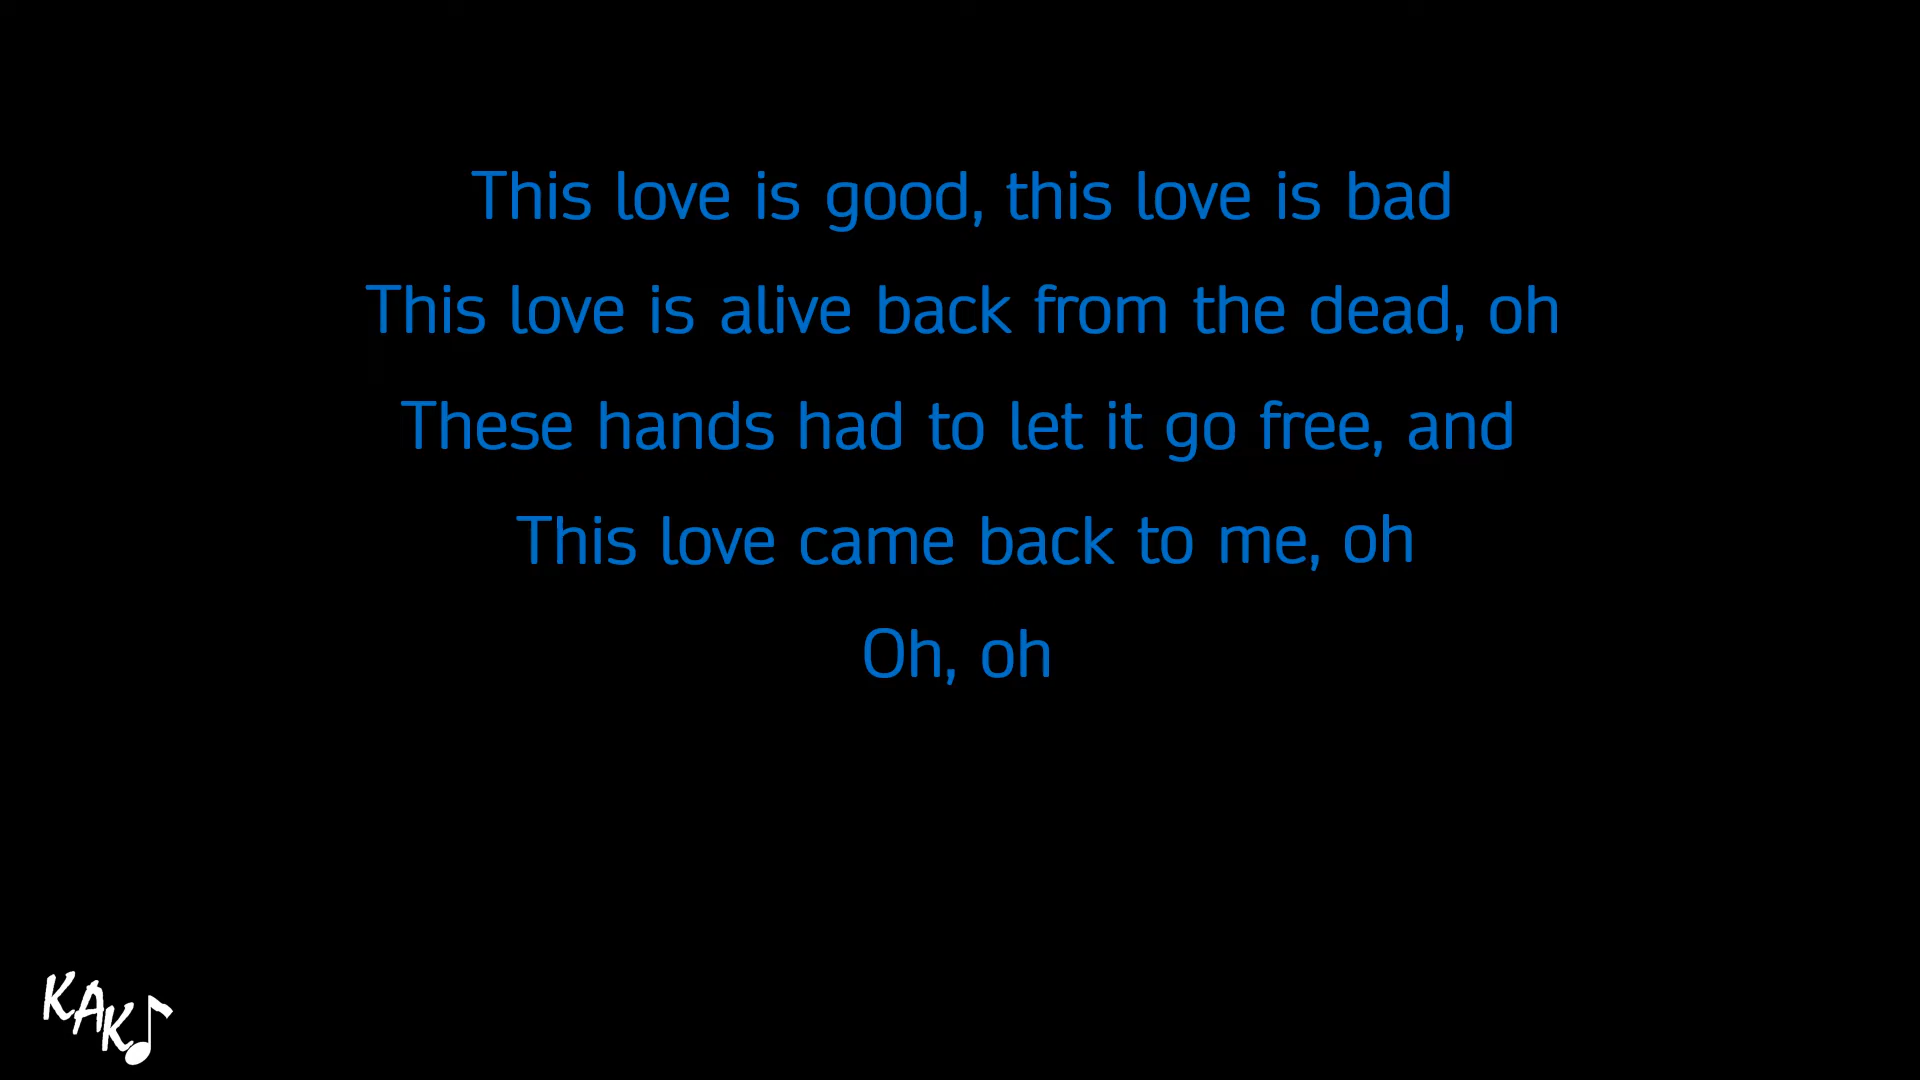 This love is good, this love is bad
This love is alive back from the dead, oh
These hands had to let it go free, and
This love came back to me, oh
Oh, oh
KAK